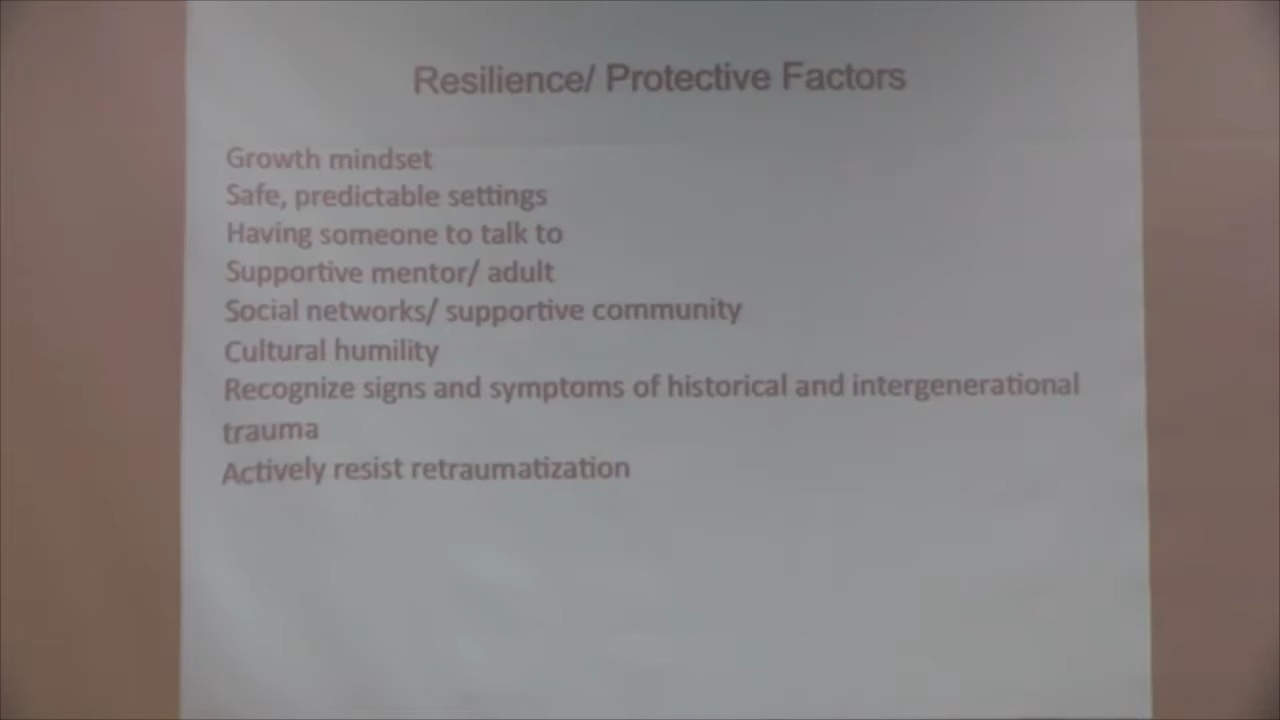 Resilience/ Protective Factors
Growth mindset
Safe, predictable settings
Having someone to talk to
Supportive mentor/ adult
Social networks/ supportive community
Cultural humility
Recognize signs and symptoms of historical and intergenerational
trauma
Actively resist retraumatization